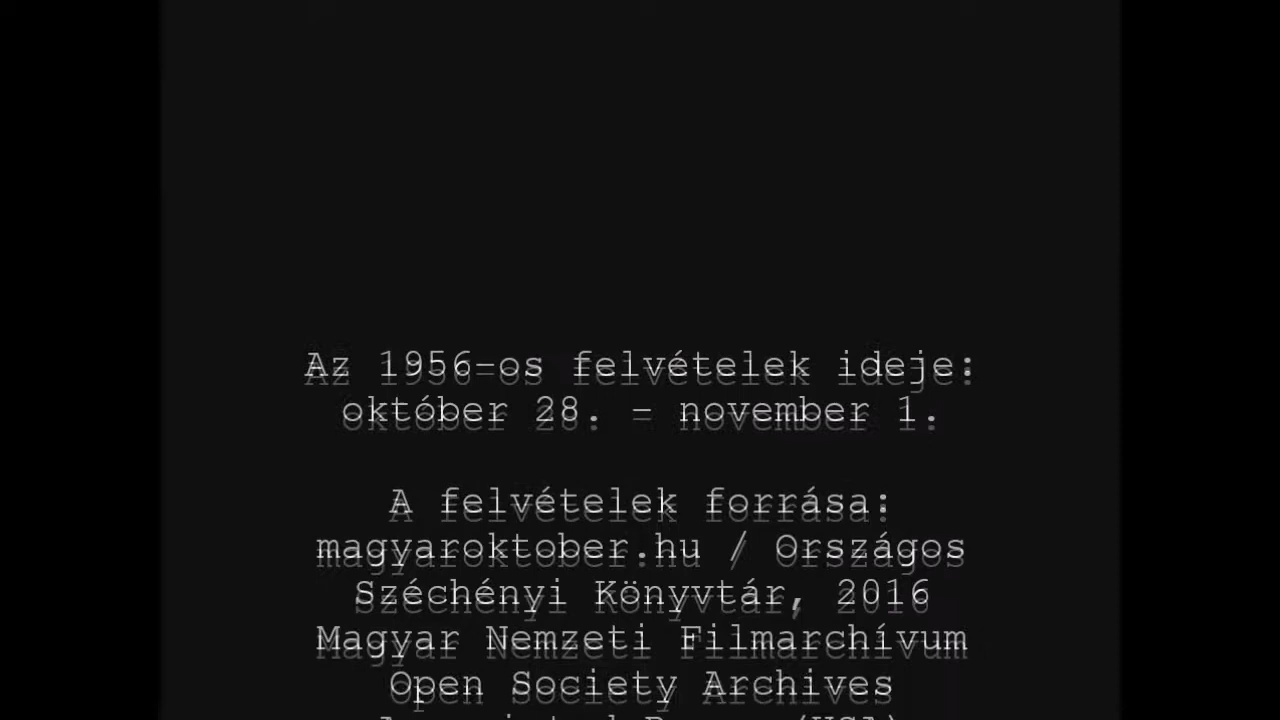 Az 1956-os felvételek ideje:
október 28. - november 1.
A felvételek forrása:
magyaroktober.hu / Országos
Széchényi Könyvtár, 2016
Magyar Nemzeti Filmarchívum
Open Society Archives